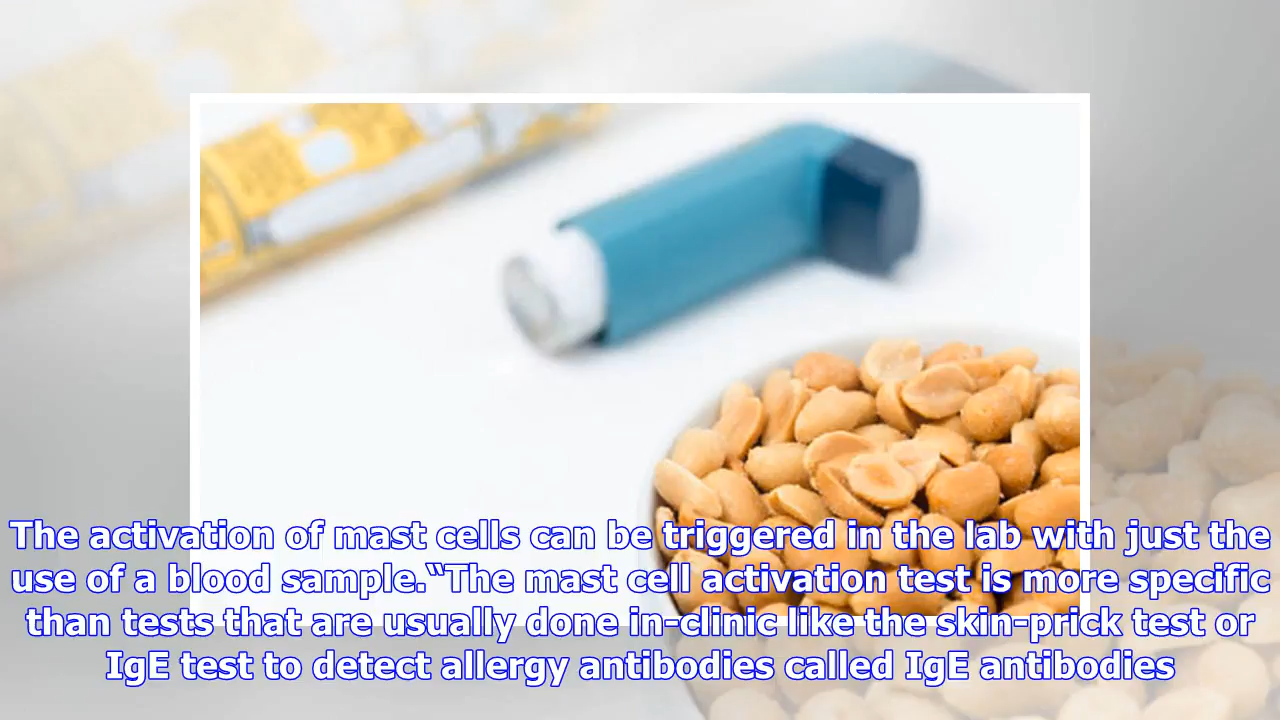 The activation of mast cells can be triggered in the lab with just the
use of a blood sample.“The mast cell activation test is more specific
than tests that are usually done in-clinic like the skin-prick test or
IgE test to detect allergy antibodies called IgE antibodies